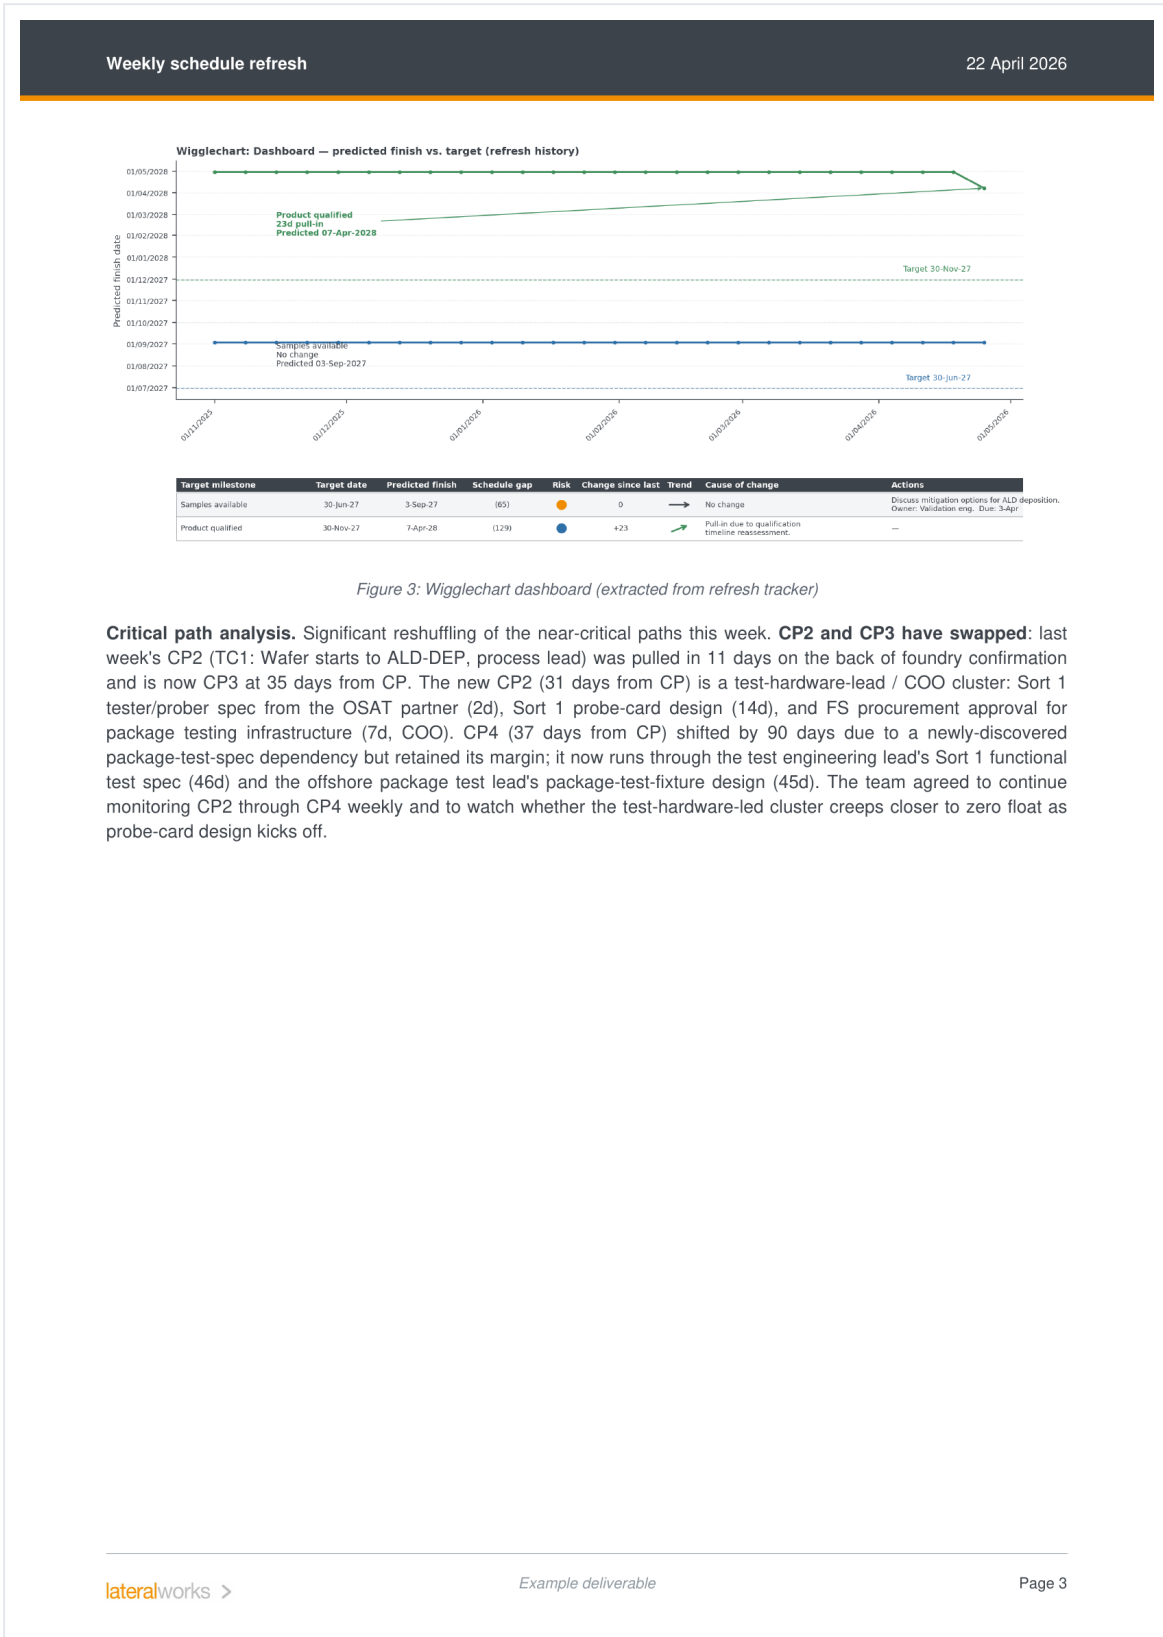 Weekly schedule refresh
22 April 2026
Wigglechart: Dashboard — predicted finish vs. target (refresh history)
Predicted finish date
01/05/2028
01/04/2028
01/03/2028
01/02/2028
01/01/2028
01/12/2027
01/11/2027
01/10/2027
01/09/2027
01/08/2027
01/07/2027
Product qualified
23d pull-in
Predicted 07-Apr-2028
Target 30-Nov-27
Samples available
No change
Predicted 03-Sep-2027
Target 30-Jun-27
01/11/2025
01/12/2025
01/01/2026
01/02/2026
01/03/2026
01/04/2026
01/05/2026
Target milestone Target date Predicted finish Schedule gap Risk Change since last Trend Cause of change Actions
Samples available 30-Jun-27 3-Sep-27 (65) 0 No change Discuss mitigation options for ALD deposition.
Owner: Validation eng. Due: 3-Apr
Product qualified 30-Nov-27 7-Apr-28 (129) +23 Pull-in due to qualification —
timeline reassessment.
Figure 3: Wigglechart dashboard (extracted from refresh tracker)
Critical path analysis. Significant reshuffling of the near-critical paths this week. CP2 and CP3 have swapped: last
week's CP2 (TC1: Wafer starts to ALD-DEP, process lead) was pulled in 11 days on the back of foundry confirmation
and is now CP3 at 35 days from CP. The new CP2 (31 days from CP) is a test-hardware-lead / COO cluster: Sort 1
tester/prober spec from the OSAT partner (2d), Sort 1 probe-card design (14d), and FS procurement approval for
package testing infrastructure (7d, COO). CP4 (37 days from CP) shifted by 90 days due to a newly-discovered
package-test-spec dependency but retained its margin; it now runs through the test engineering lead's Sort 1 functional
test spec (46d) and the offshore package test lead's package-test-fixture design (45d). The team agreed to continue
monitoring CP2 through CP4 weekly and to watch whether the test-hardware-led cluster creeps closer to zero float as
probe-card design kicks off.
lateralworks
Example deliverable
Page 3